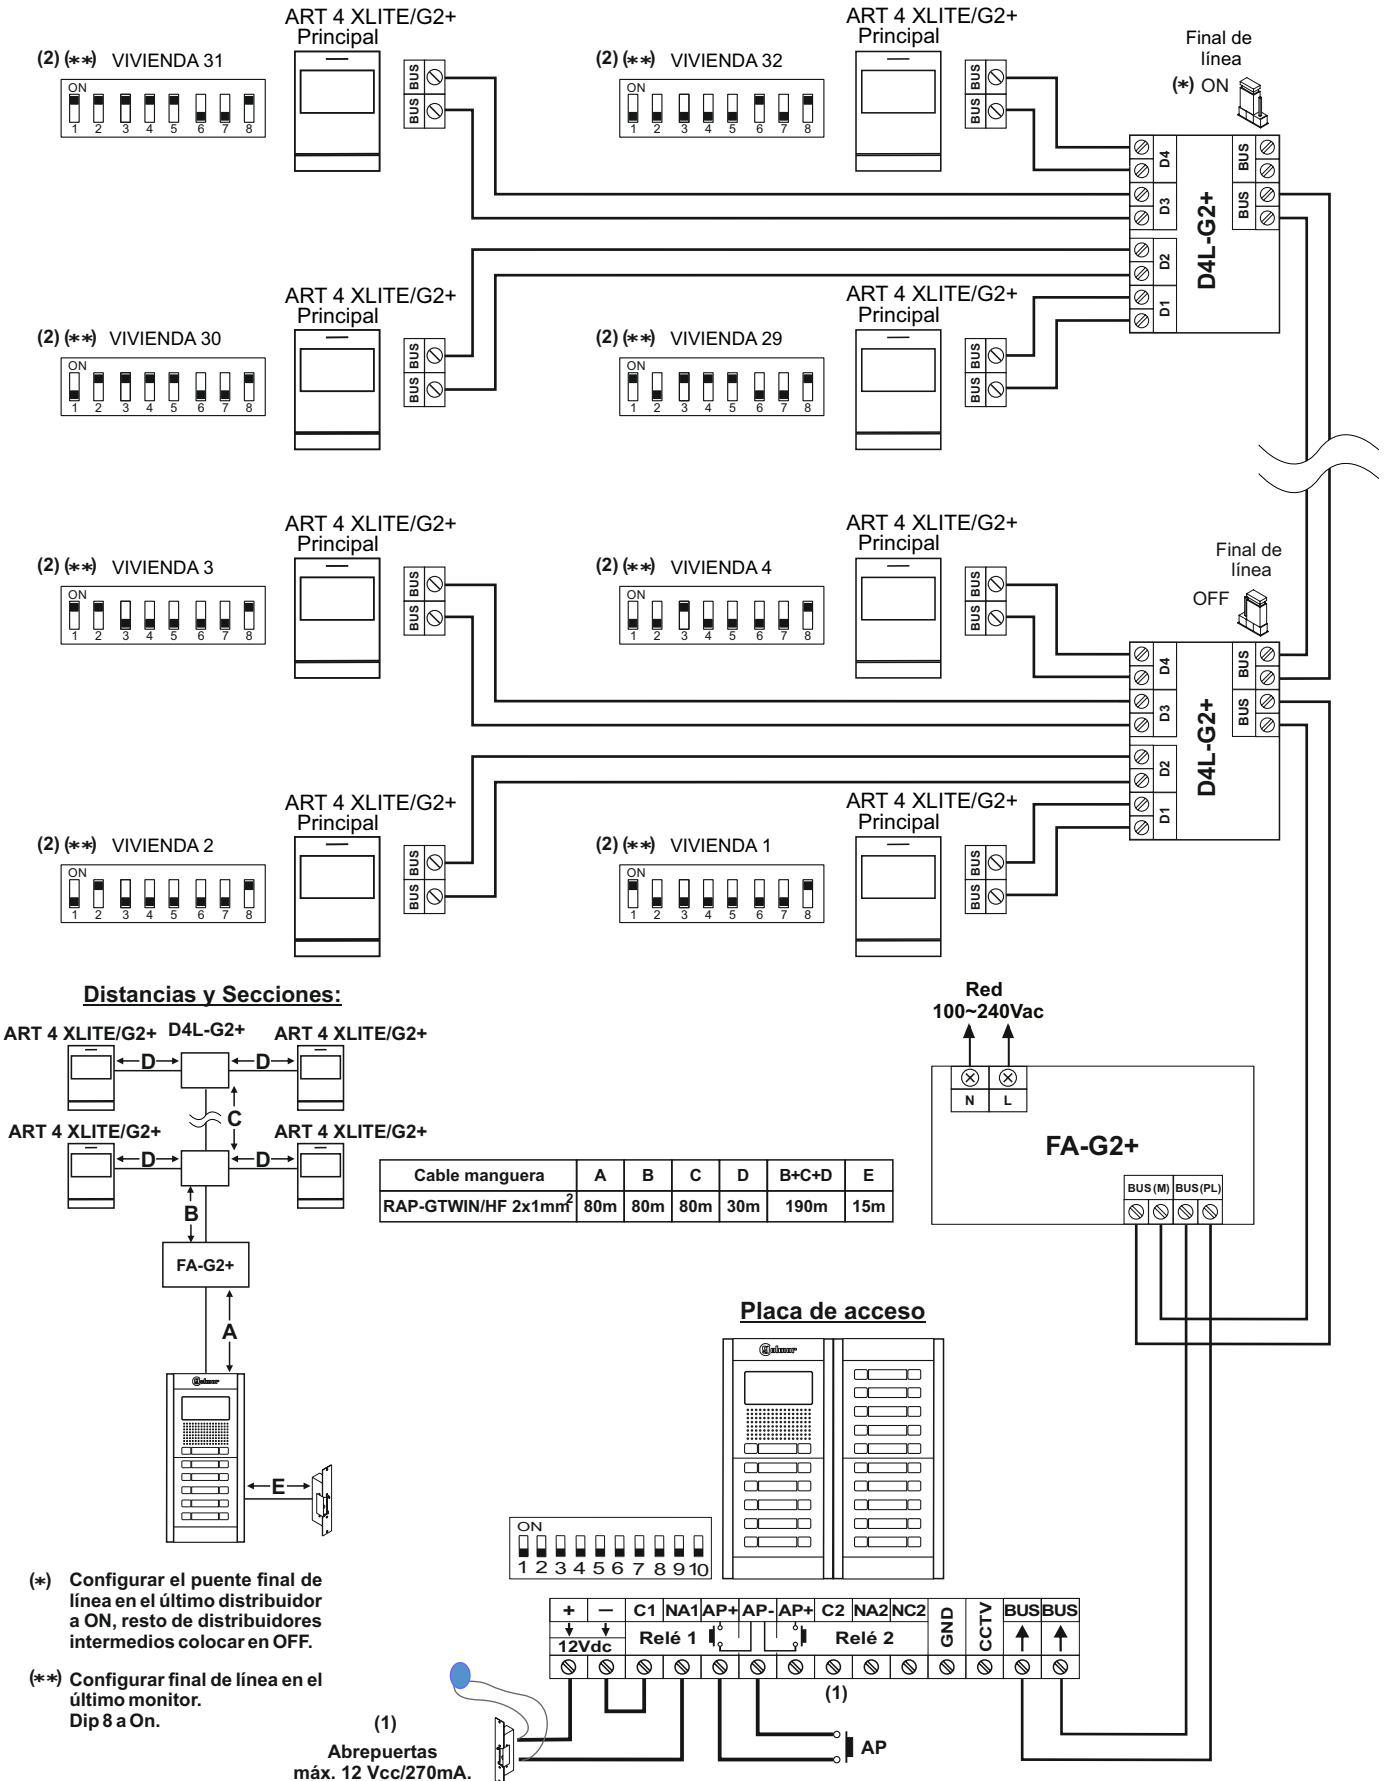 ART 4 XLITE/G2+
Principal
(2) (**) VIVIENDA 31
ON
1 2 3 4 5 6 7 8
BUS
BUS
ART 4 XLITE/G2+
Principal
(2) (**) VIVIENDA 32
ON
1 2 3 4 5 6 7 8
BUS
BUS
Final de
línea
(*) ON
D4
D3
D2
D1
D4L-G2+
BUS
BUS
ART 4 XLITE/G2+
Principal
(2) (**) VIVIENDA 30
ON
1 2 3 4 5 6 7 8
BUS
BUS
ART 4 XLITE/G2+
Principal
(2) (**) VIVIENDA 29
ON
1 2 3 4 5 6 7 8
BUS
BUS
ART 4 XLITE/G2+
Principal
(2) (**) VIVIENDA 3
ON
1 2 3 4 5 6 7 8
BUS
BUS
ART 4 XLITE/G2+
Principal
(2) (**) VIVIENDA 4
ON
1 2 3 4 5 6 7 8
BUS
BUS
Final de
línea
OFF
D4
D3
D2
D1
D4L-G2+
BUS
BUS
ART 4 XLITE/G2+
Principal
(2) (**) VIVIENDA 2
ON
1 2 3 4 5 6 7 8
BUS
BUS
ART 4 XLITE/G2+
Principal
(2) (**) VIVIENDA 1
ON
1 2 3 4 5 6 7 8
BUS
BUS
Distancias y Secciones:
ART 4 XLITE/G2+ D4L-G2+ ART 4 XLITE/G2+
D D
C
ART 4 XLITE/G2+ ART 4 XLITE/G2+
D D
B
FA-G2+
A
Golmar
E
Cable manguera A B C D B+C+D E
RAP-GTWIN/HF 2x1mm² 80m 80m 80m 30m 190m 15m
Red
100~240Vac
N L
FA-G2+
BUS (M) BUS (PL)
Placa de acceso
Golmar
ON
1 2 3 4 5 6 7 8 9 10
+ — C1 NA1 AP+ AP- AP+ C2 NA2 NC2 GND CCTV BUS BUS
12Vdc Relé 1 Relé 2
(1)
AP
(1)
Abrepuertas
máx. 12 Vcc/270mA.
(*) Configurar el puente final de
línea en el último distribuidor
a ON, resto de distribuidores
intermedios colocar en OFF.
(**) Configurar final de línea en el
último monitor.
Dip 8 a On.